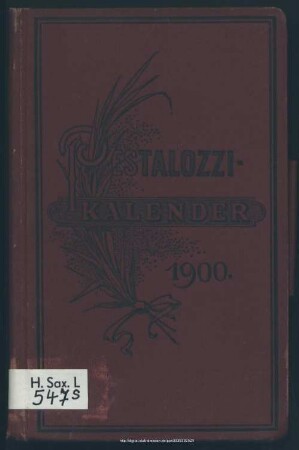 PESTALOZZI-
KALENDER
1900.
H. Sax. L
547s